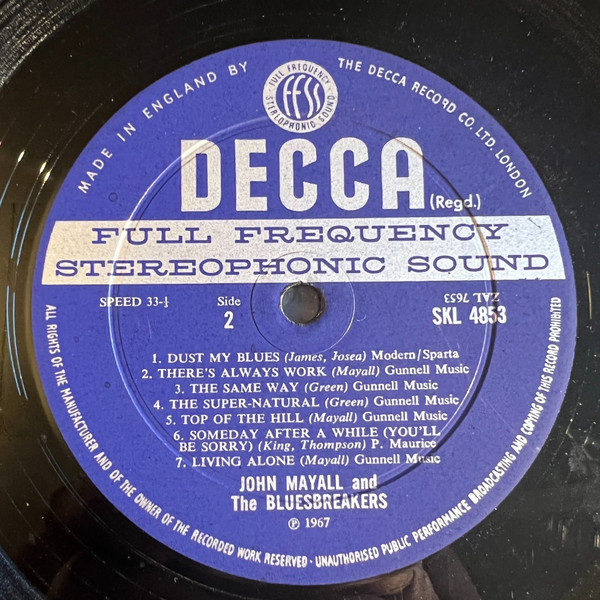 MADE IN ENGLAND BY
THE DECCA RECORD CO. LTD. LONDON
FULL FREQUENCY
ffss
STEREOPHONIC SOUND
DECCA (Regd.)
FULL FREQUENCY
STEREOPHONIC SOUND
SPEED 33-⅓
Side
2
ZAL 7653
SKL 4853
1. DUST MY BLUES (James, Josea) Modern/Sparta
2. THERE'S ALWAYS WORK (Mayall) Gunnell Music
3. THE SAME WAY (Green) Gunnell Music
4. THE SUPER-NATURAL (Green) Gunnell Music
5. TOP OF THE HILL (Mayall) Gunnell Music
6. SOMEDAY AFTER A WHILE (YOU'LL
BE SORRY) (King, Thompson) P. Maurice
7. LIVING ALONE (Mayall) Gunnell Music
JOHN MAYALL and
The BLUESBREAKERS
℗ 1967
ALL RIGHTS OF THE MANUFACTURER AND OF THE OWNER OF THE RECORDED WORK RESERVED · UNAUTHORISED PUBLIC PERFORMANCE BROADCASTING AND COPYING OF THIS RECORD PROHIBITED